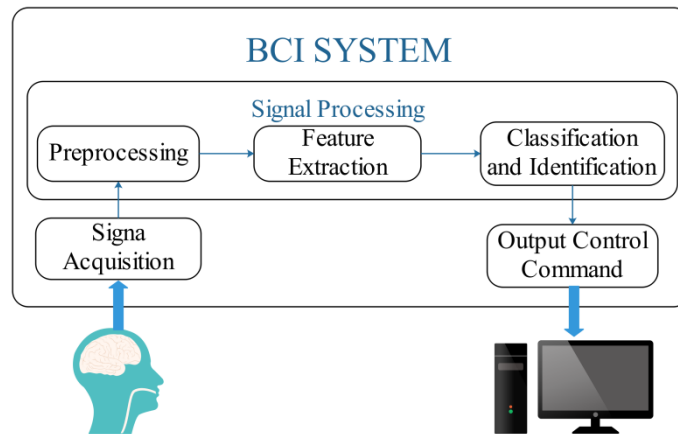 BCI SYSTEM
Signal Processing
Preprocessing
Feature
Extraction
Classification
and Identification
Signa
Acquisition
Output Control
Command